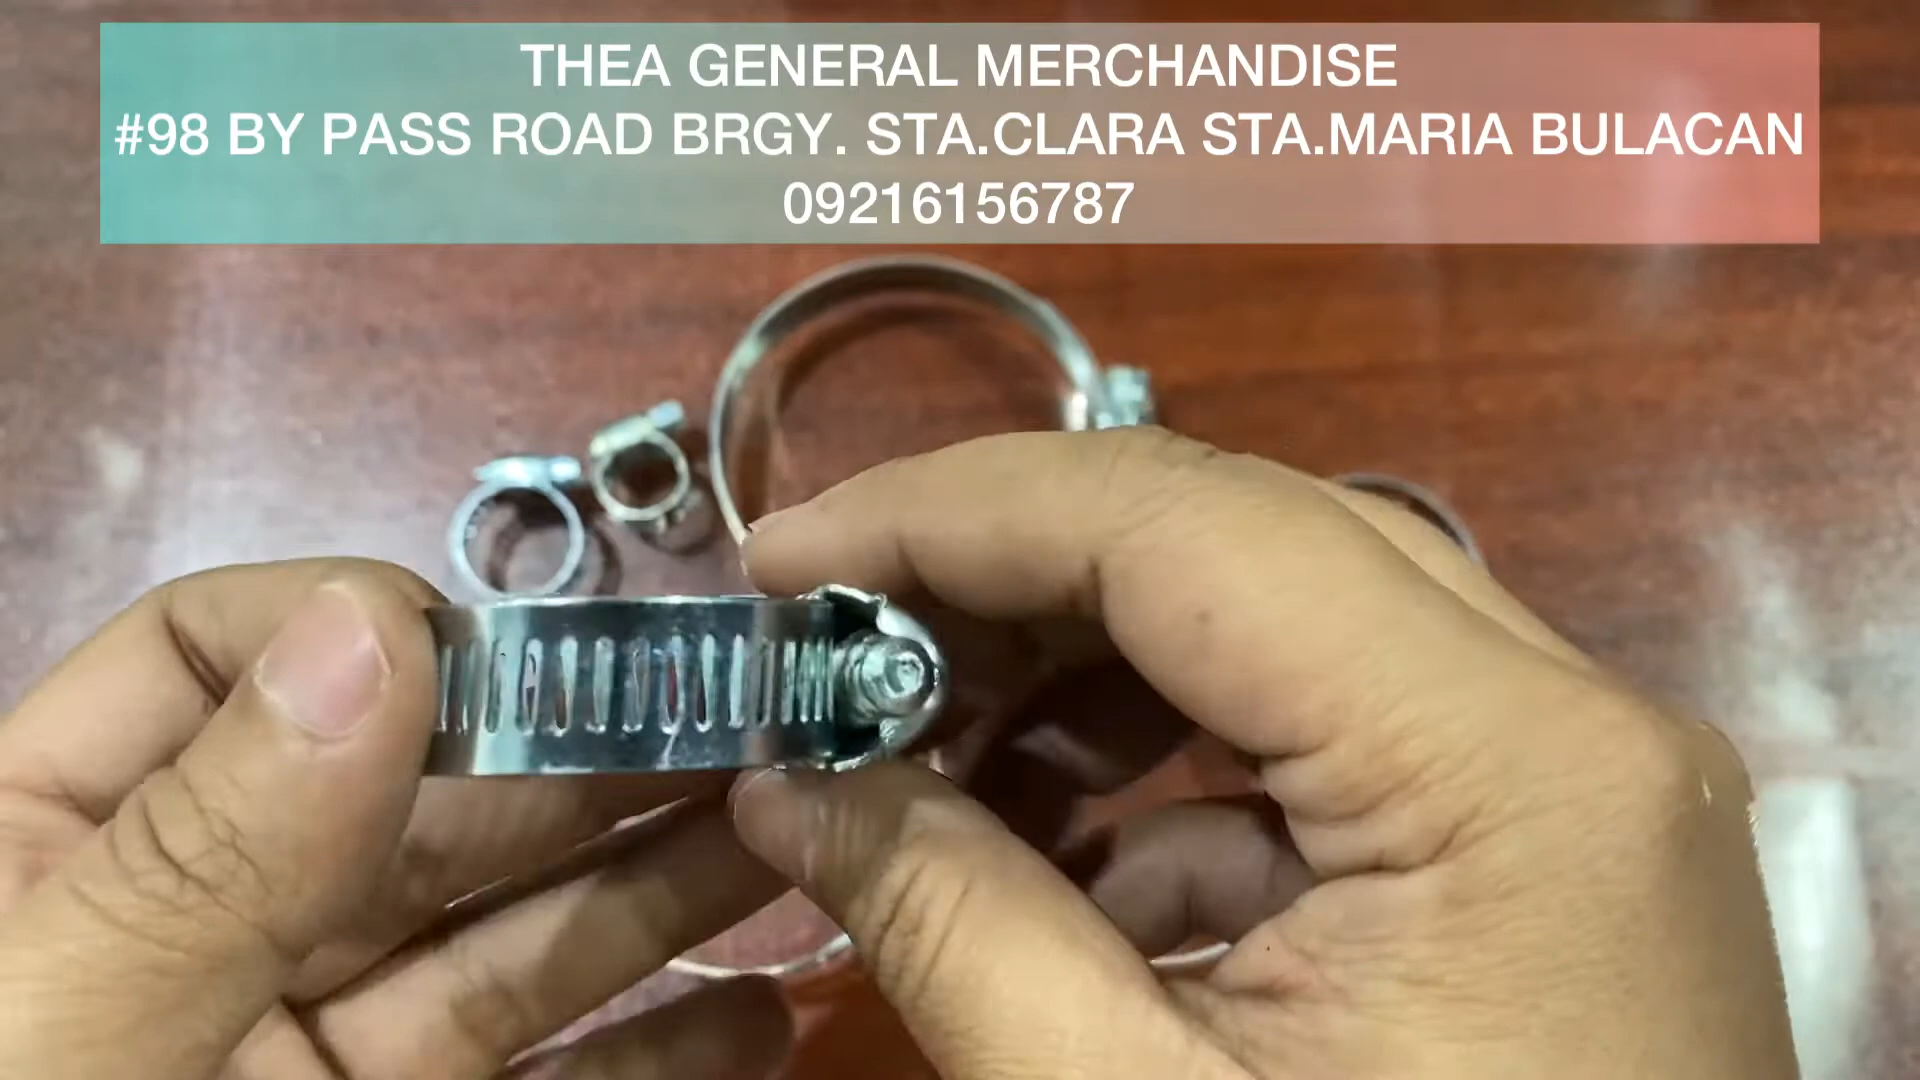 THEA GENERAL MERCHANDISE
#98 BY PASS ROAD BRGY. STA.CLARA STA.MARIA BULACAN
09216156787